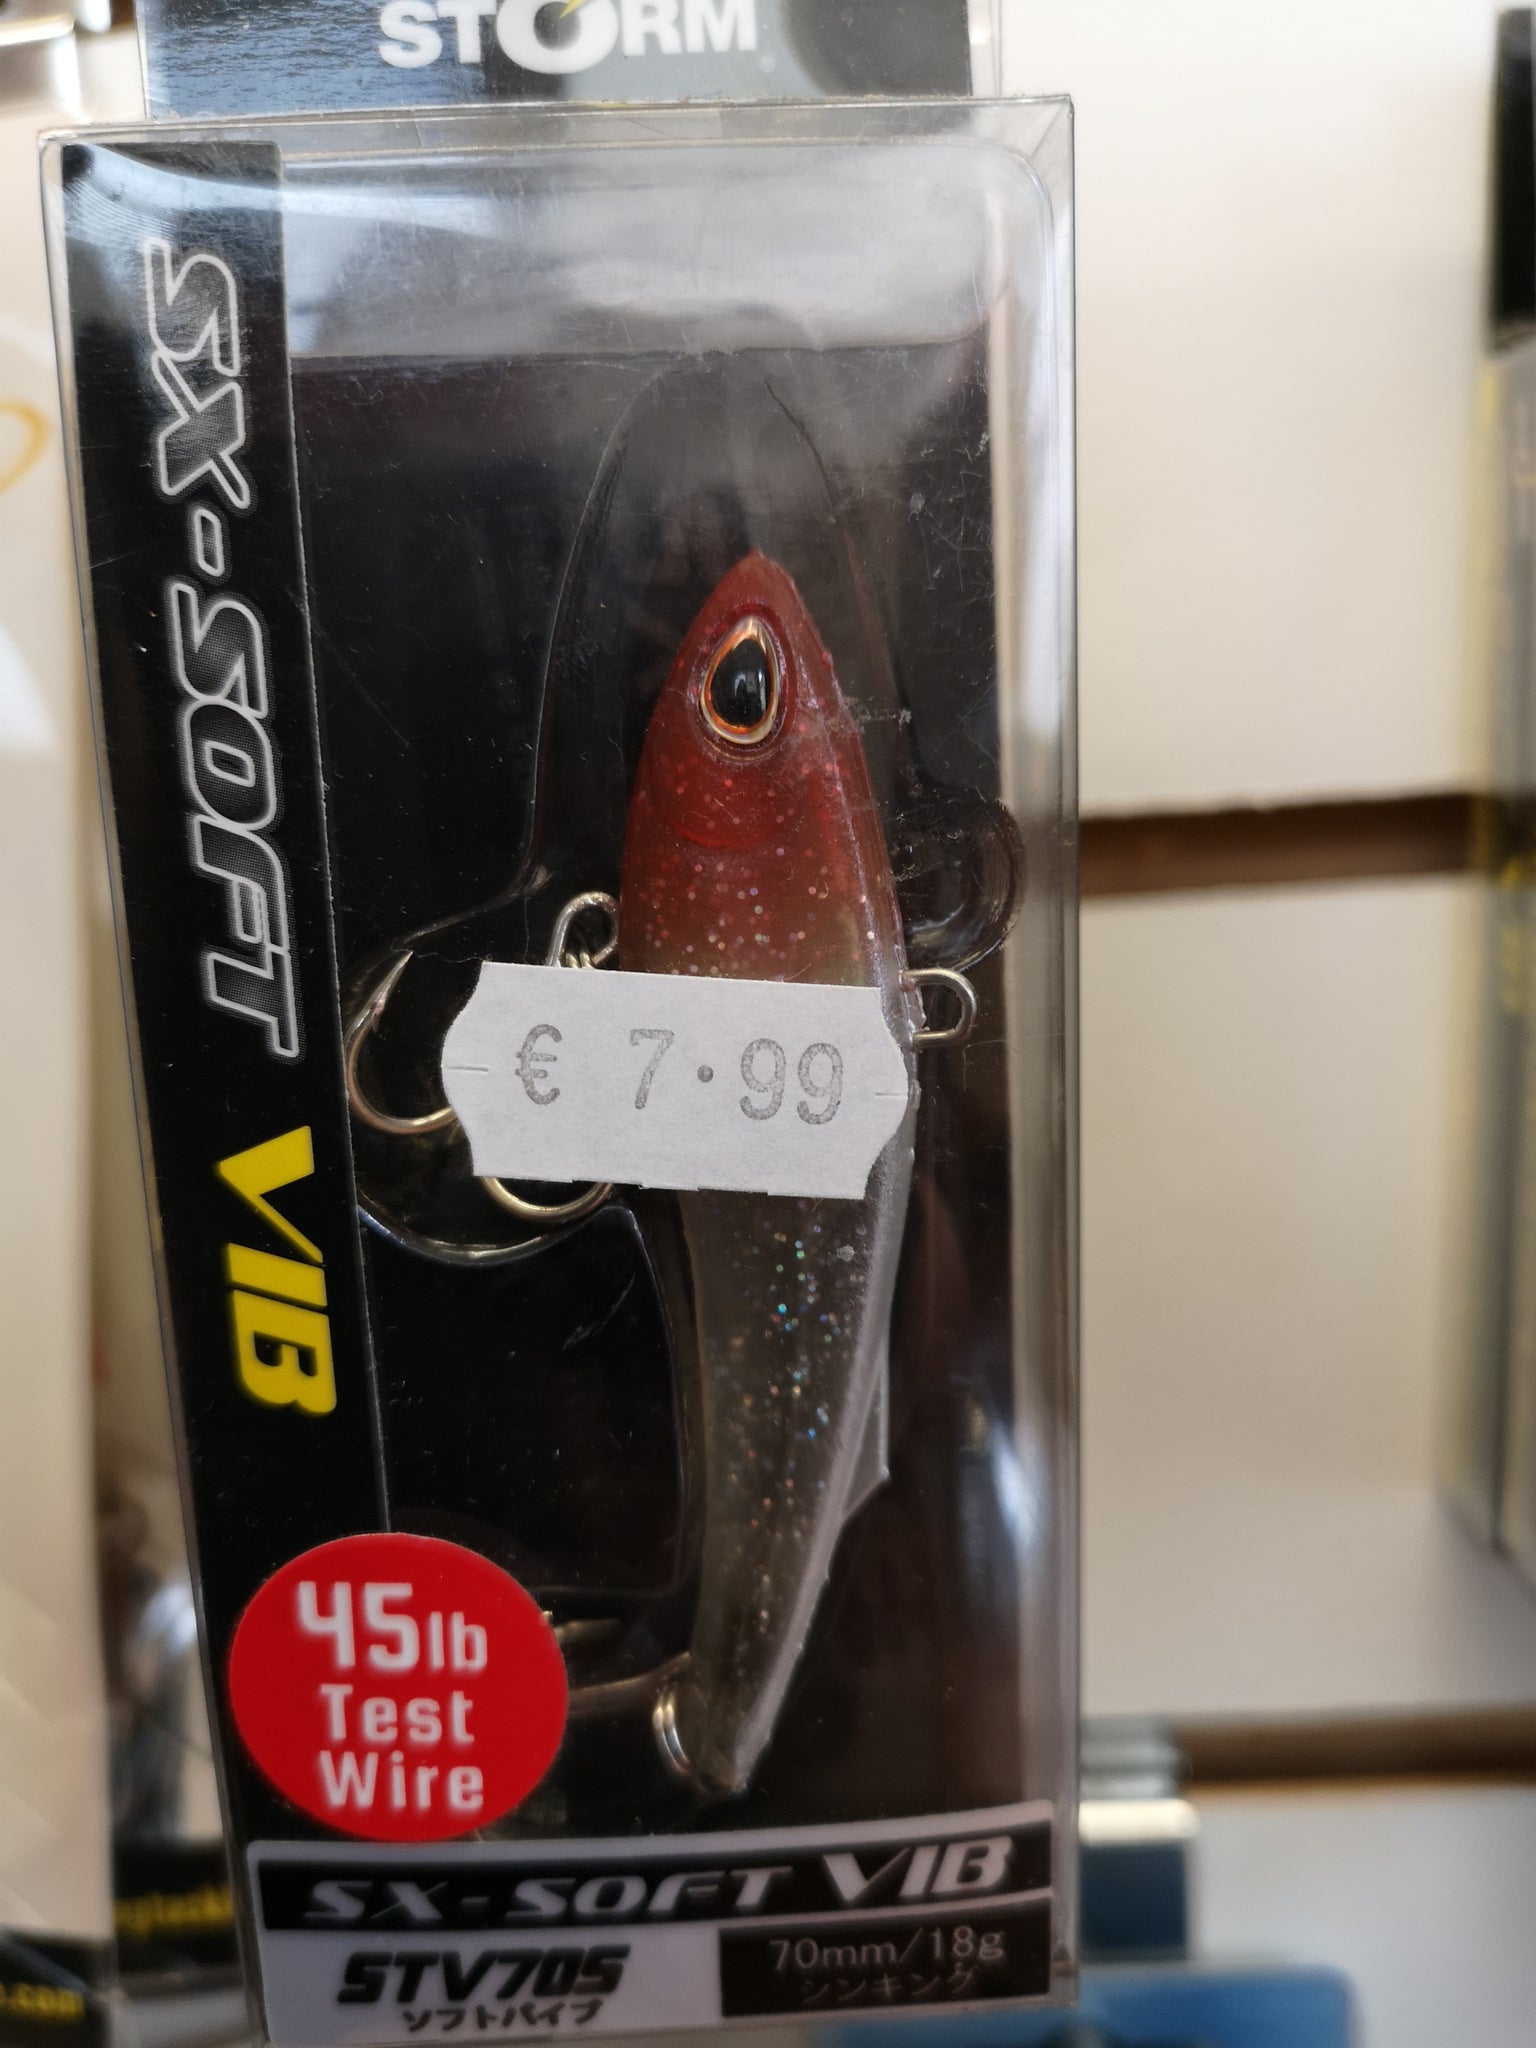 STORM
SX-SOFT VIB
€ 7.99
45lb
Test
Wire
SX-SOFT VIB
STV70S
ソフトバイブ
70mm/18g
シンキング